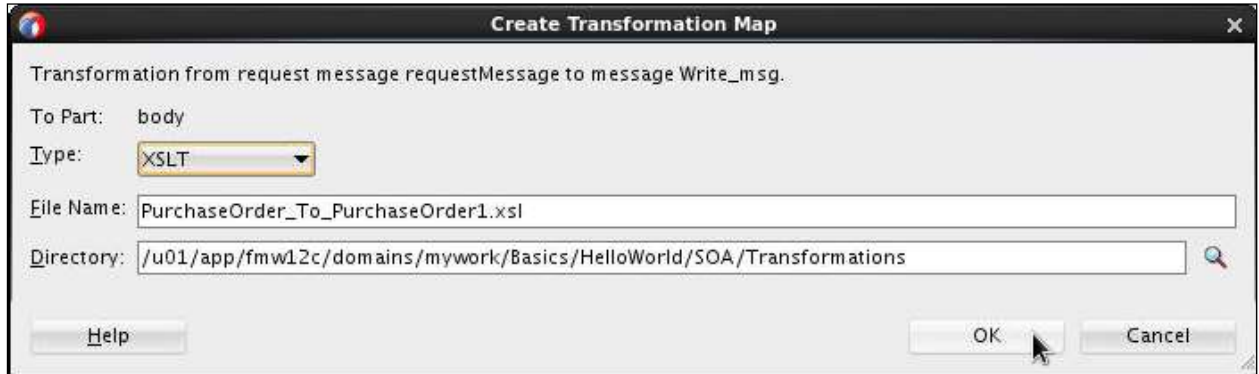 Create Transformation Map
Transformation from request message requestMessage to message Write_msg.
To Part: body
Type: XSLT
File Name: PurchaseOrder_To_PurchaseOrder1.xsl
Directory: /u01/app/fmw12c/domains/mywork/Basics/HelloWorld/SOA/Transformations
Help OK Cancel